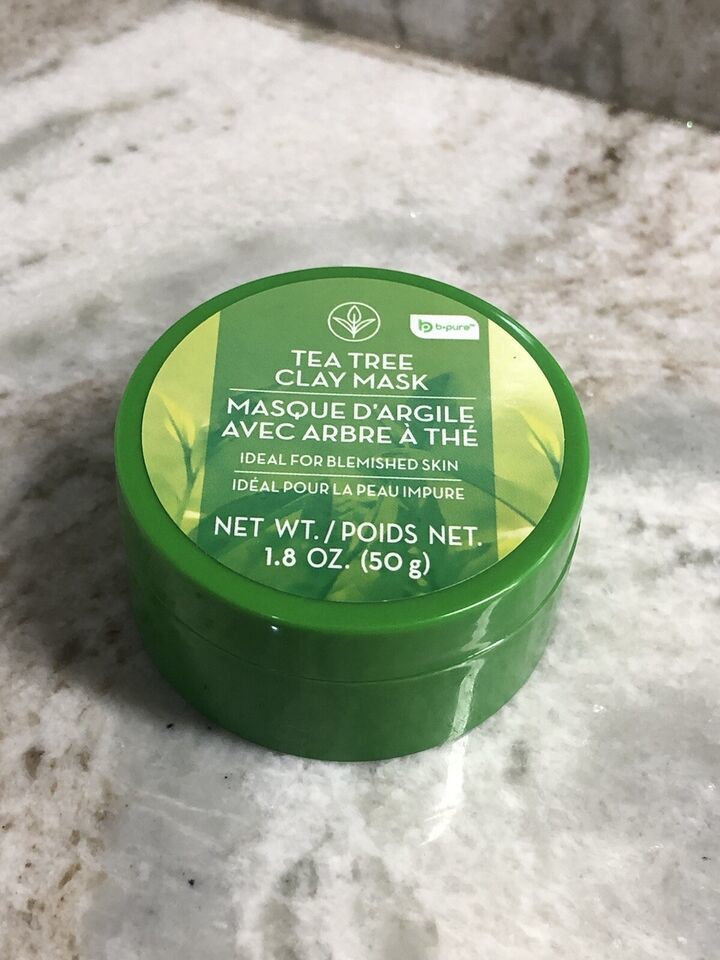 b·pure™
TEA TREE
CLAY MASK
MASQUE D'ARGILE
AVEC ARBRE À THÉ
IDEAL FOR BLEMISHED SKIN
IDÉAL POUR LA PEAU IMPURE
NET WT./POIDS NET.
1.8 OZ. (50 g)